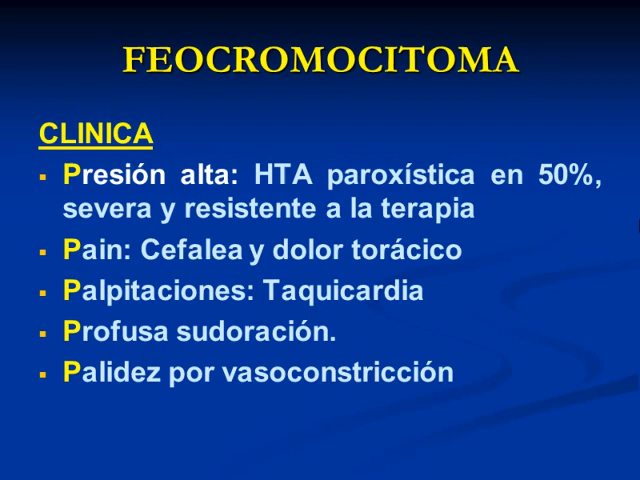 FEOCROMOCITOMA
CLINICA
▪ Presión alta: HTA paroxística en 50%,
severa y resistente a la terapia
▪ Pain: Cefalea y dolor torácico
▪ Palpitaciones: Taquicardia
▪ Profusa sudoración.
▪ Palidez por vasoconstricción